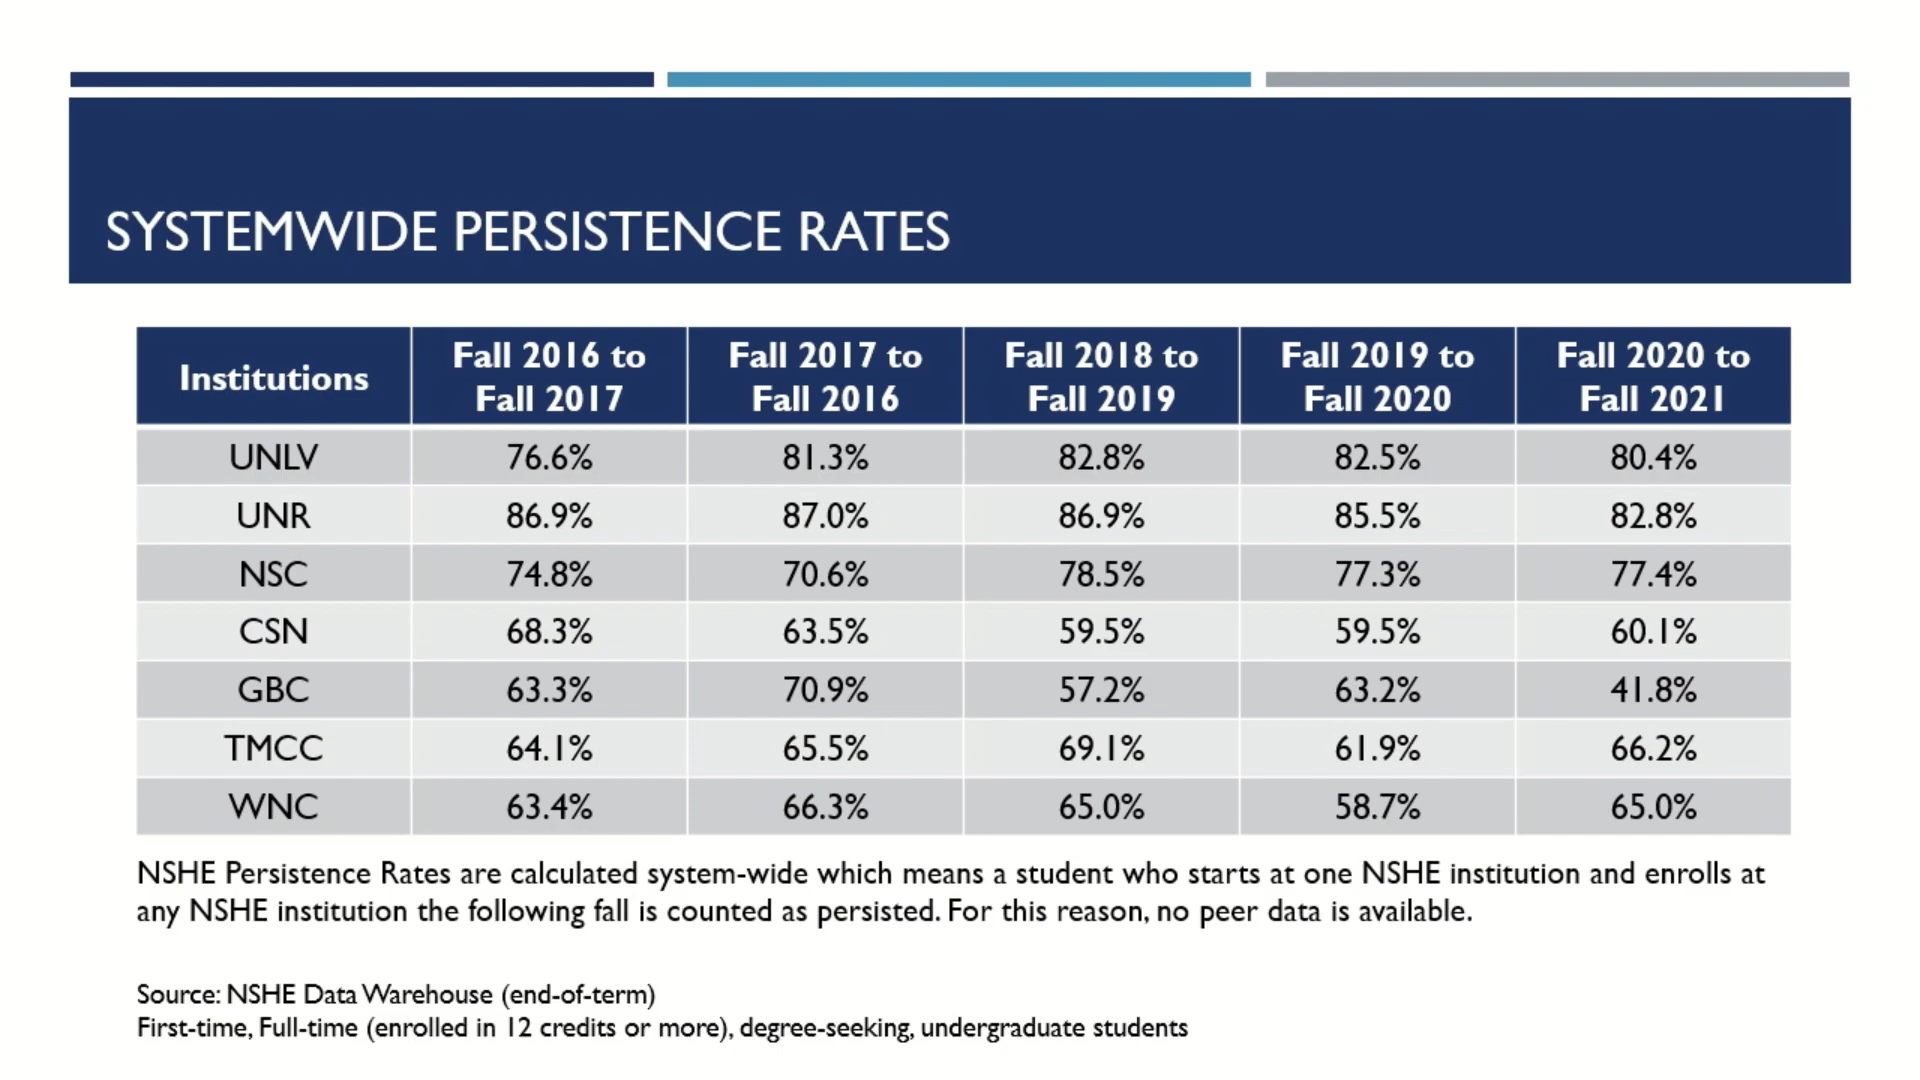 SYSTEMWIDE PERSISTENCE RATES
Institutions
Fall 2016 to
Fall 2017
Fall 2017 to
Fall 2016
Fall 2018 to
Fall 2019
Fall 2019 to
Fall 2020
Fall 2020 to
Fall 2021
UNLV 76.6% 81.3% 82.8% 82.5% 80.4%
UNR 86.9% 87.0% 86.9% 85.5% 82.8%
NSC 74.8% 70.6% 78.5% 77.3% 77.4%
CSN 68.3% 63.5% 59.5% 59.5% 60.1%
GBC 63.3% 70.9% 57.2% 63.2% 41.8%
TMCC 64.1% 65.5% 69.1% 61.9% 66.2%
WNC 63.4% 66.3% 65.0% 58.7% 65.0%
NSHE Persistence Rates are calculated system-wide which means a student who starts at one NSHE institution and enrolls at
any NSHE institution the following fall is counted as persisted. For this reason, no peer data is available.
Source: NSHE Data Warehouse (end-of-term)
First-time, Full-time (enrolled in 12 credits or more), degree-seeking, undergraduate students